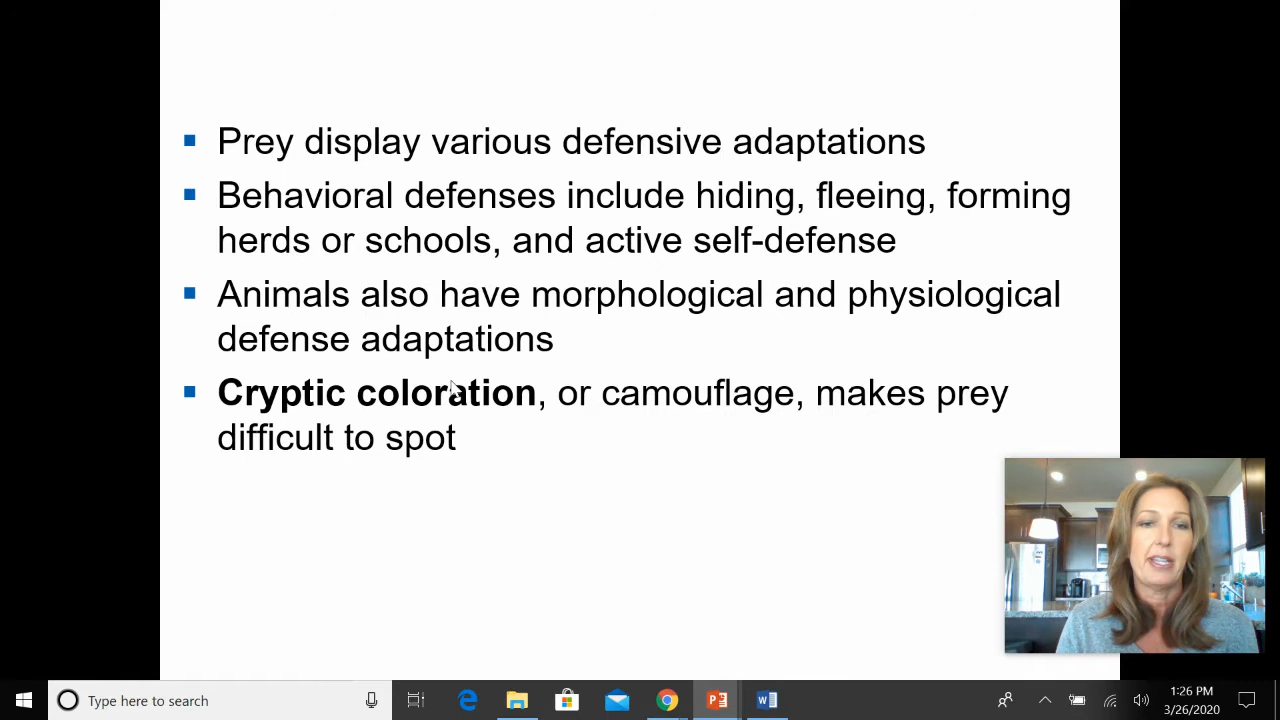 Prey display various defensive adaptations
Behavioral defenses include hiding, fleeing, forming
herds or schools, and active self-defense
Animals also have morphological and physiological
defense adaptations
Cryptic coloration, or camouflage, makes prey
difficult to spot
Type here to search
1:26 PM
3/26/2020